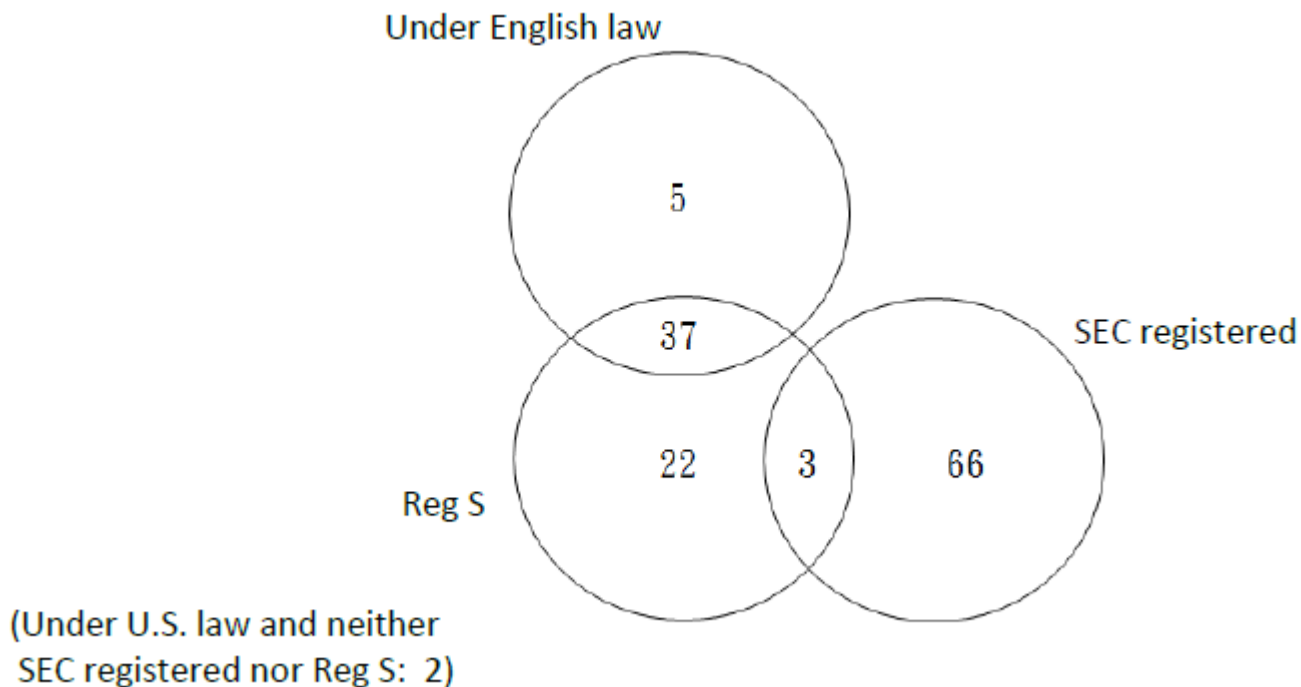 Under English law
5
37
SEC registered
22
3
66
Reg S
(Under U.S. law and neither
SEC registered nor Reg S: 2)